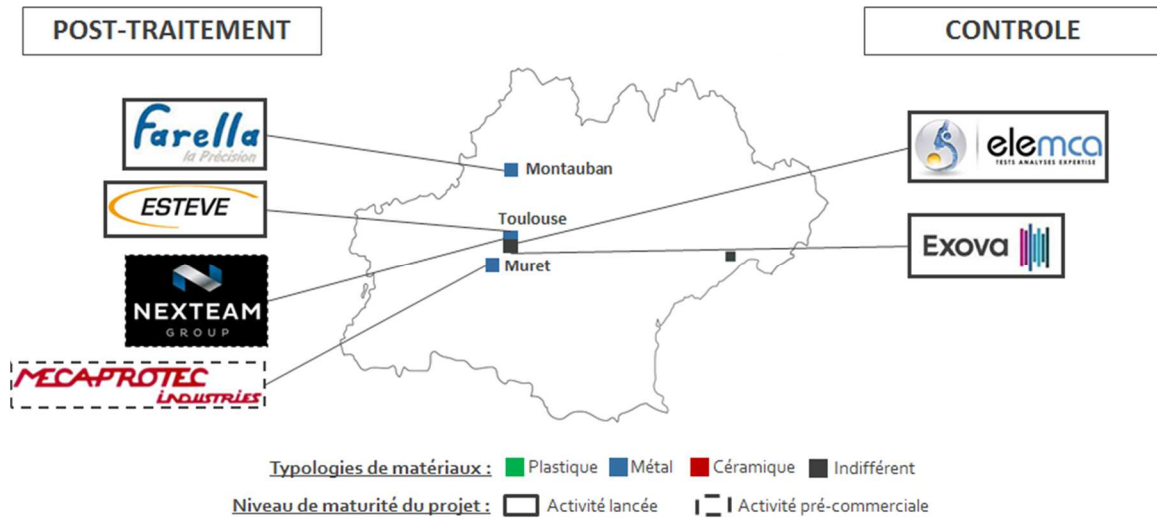 POST-TRAITEMENT
CONTROLE
Farella
la Précision
elemca
TESTS ANALYSES EXPERTISE
Montauban
ESTEVE
Toulouse
Exova
Muret
NEXTEAM
GROUP
MECAPROTEC
INDUSTRIES
Typologies de matériaux : Plastique Métal Céramique Indifférent
Niveau de maturité du projet : Activité lancée Activité pré-commerciale